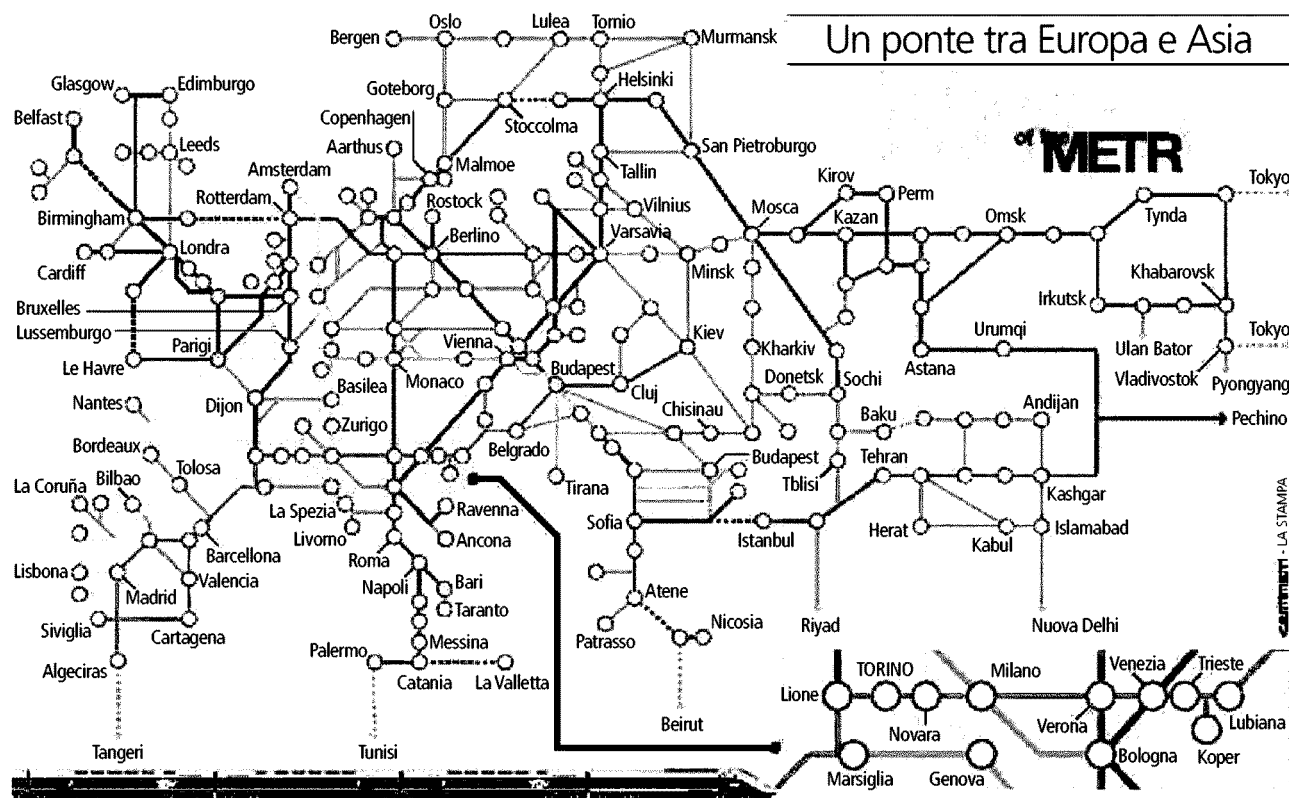 Un ponte tra Europa e Asia
of the
METR
Oslo
Lulea
Tornio
Bergen
Murmansk
Glasgow
Edimburgo
Helsinki
Goteborg
Belfast
Copenhagen
Stoccolma
Leeds
Aarthus
San Pietroburgo
Amsterdam
Malmoe
Tallin
Kirov
Perm
Tokyo
Rotterdam
Rostock
Vilnius
Mosca
Kazan
Omsk
Tynda
Birmingham
Berlino
Varsavia
Londra
Minsk
Cardiff
Khabarovsk
Bruxelles
Irkutsk
Lussemburgo
Urumqi
Tokyo
Parigi
Vienna
Kiev
Kharkiv
Le Havre
Monaco
Budapest
Astana
Ulan Bator
Vladivostok
Pyongyang
Basilea
Cluj
Donetsk
Sochi
Nantes
Dijon
Zurigo
Chisinau
Baku
Andijan
Pechino
Bordeaux
Belgrado
Tolosa
Budapest
Tehran
La Coruña
Bilbao
Tirana
Tblisi
Kashgar
La Spezia
Ravenna
Sofia
Istanbul
Herat
Kabul
Islamabad
Livorno
Ancona
Barcellona
Roma
Lisbona
Madrid
Valencia
Napoli
Bari
Atene
Taranto
Siviglia
Cartagena
Patrasso
Nicosia
Riyad
Nuova Delhi
Algeciras
Palermo
Messina
Catania
La Valletta
Beirut
Tangeri
Tunisi
- LA STAMPA
TORINO
Milano
Venezia
Trieste
Lione
Novara
Verona
Lubiana
Marsiglia
Genova
Bologna
Koper